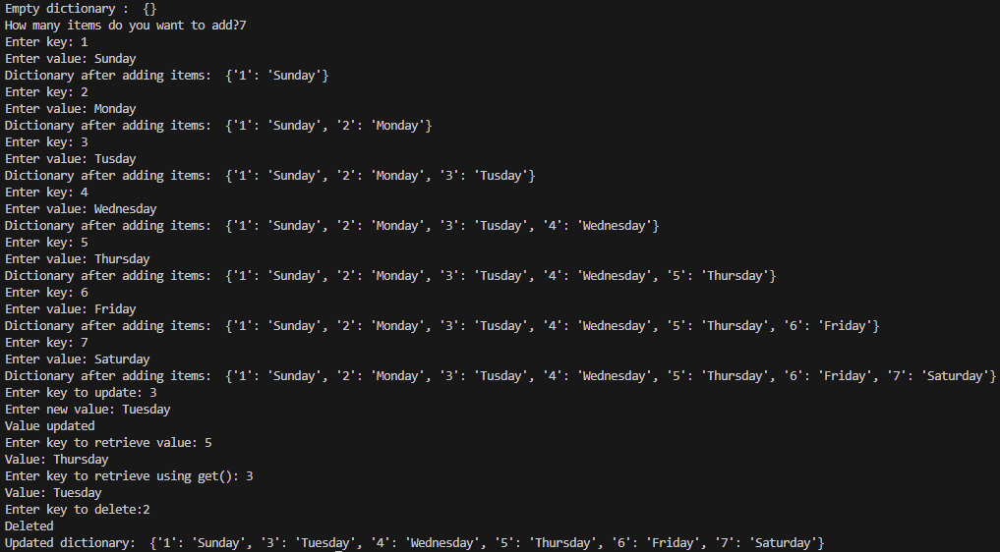 Empty dictionary :  {}
How many items do you want to add?7
Enter key: 1
Enter value: Sunday
Dictionary after adding items:  {'1': 'Sunday'}
Enter key: 2
Enter value: Monday
Dictionary after adding items:  {'1': 'Sunday', '2': 'Monday'}
Enter key: 3
Enter value: Tusday
Dictionary after adding items:  {'1': 'Sunday', '2': 'Monday', '3': 'Tusday'}
Enter key: 4
Enter value: Wednesday
Dictionary after adding items:  {'1': 'Sunday', '2': 'Monday', '3': 'Tusday', '4': 'Wednesday'}
Enter key: 5
Enter value: Thursday
Dictionary after adding items:  {'1': 'Sunday', '2': 'Monday', '3': 'Tusday', '4': 'Wednesday', '5': 'Thursday'}
Enter key: 6
Enter value: Friday
Dictionary after adding items:  {'1': 'Sunday', '2': 'Monday', '3': 'Tusday', '4': 'Wednesday', '5': 'Thursday', '6': 'Friday'}
Enter key: 7
Enter value: Saturday
Dictionary after adding items:  {'1': 'Sunday', '2': 'Monday', '3': 'Tusday', '4': 'Wednesday', '5': 'Thursday', '6': 'Friday', '7': 'Saturday'}
Enter key to update: 3
Enter new value: Tuesday
Value updated
Enter key to retrieve value: 5
Value: Thursday
Enter key to retrieve using get(): 3
Value: Tuesday
Enter key to delete:2
Deleted
Updated dictionary:  {'1': 'Sunday', '3': 'Tuesday', '4': 'Wednesday', '5': 'Thursday', '6': 'Friday', '7': 'Saturday'}